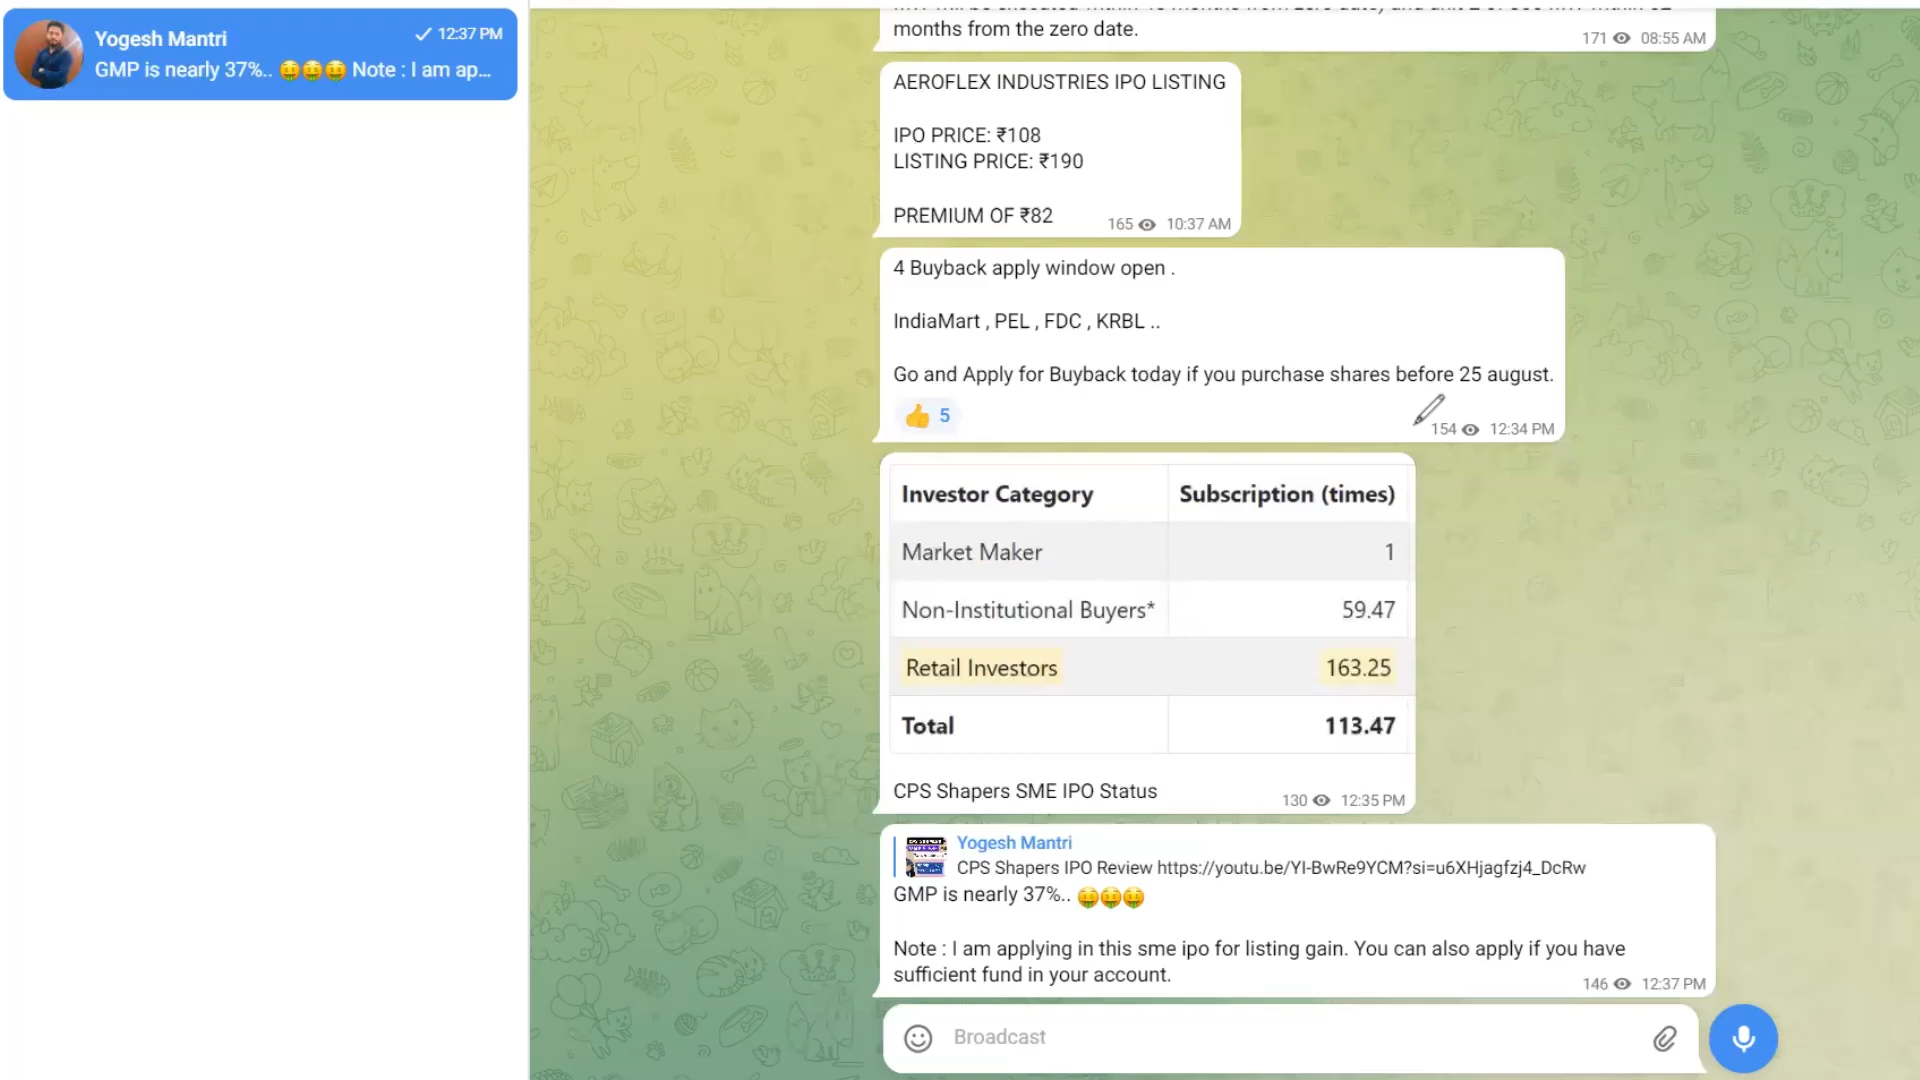 Yogesh Mantri
12:37 PM
GMP is nearly 37%.. 🤑🤑🤑 Note : I am ap...
months from the zero date.
171 08:55 AM
AEROFLEX INDUSTRIES IPO LISTING
IPO PRICE: ₹108
LISTING PRICE: ₹190
PREMIUM OF ₹82
165 10:37 AM
4 Buyback apply window open .
IndiaMart , PEL , FDC , KRBL ..
Go and Apply for Buyback today if you purchase shares before 25 august.
👍 5
154 12:34 PM
Investor Category Subscription (times)
Market Maker 1
Non-Institutional Buyers* 59.47
Retail Investors 163.25
Total 113.47
CPS Shapers SME IPO Status
130 12:35 PM
Yogesh Mantri
CPS Shapers IPO Review https://youtu.be/YI-BwRe9YCM?si=u6XHjagfzj4_DcRw
GMP is nearly 37%.. 🤑🤑🤑
Note : I am applying in this sme ipo for listing gain. You can also apply if you have
sufficient fund in your account.
146 12:37 PM
Broadcast